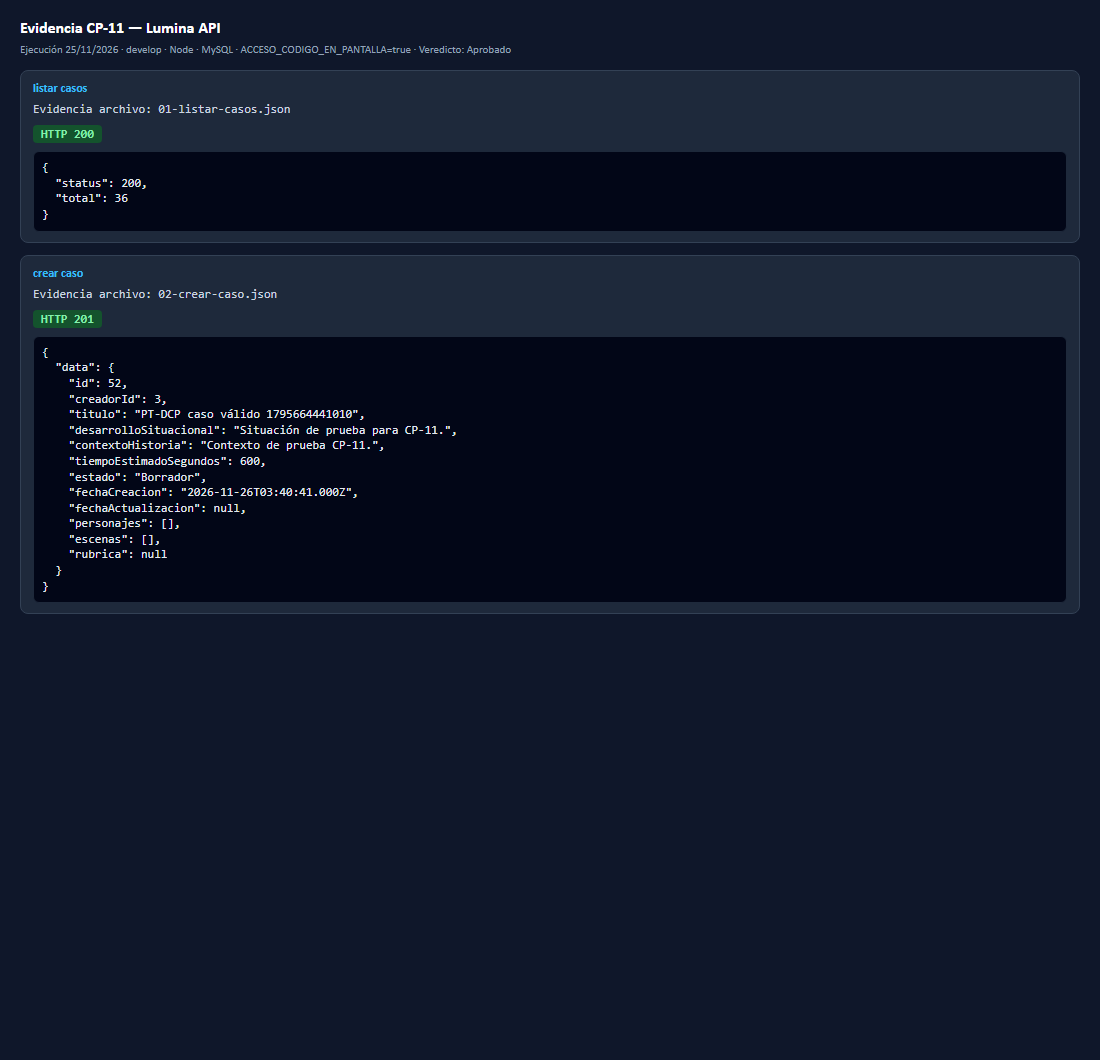 Evidencia CP-11 — Lumina API
Ejecución 25/11/2026 · develop · Node · MySQL · ACCESO_CODIGO_EN_PANTALLA=true · Veredicto: Aprobado
listar casos
Evidencia archivo: 01-listar-casos.json
HTTP 200
{
  "status": 200,
  "total": 36
}
crear caso
Evidencia archivo: 02-crear-caso.json
HTTP 201
{
  "data": {
    "id": 52,
    "creadorId": 3,
    "titulo": "PT-DCP caso válido 1795664441010",
    "desarrolloSituacional": "Situación de prueba para CP-11.",
    "contextoHistoria": "Contexto de prueba CP-11.",
    "tiempoEstimadoSegundos": 600,
    "estado": "Borrador",
    "fechaCreacion": "2026-11-26T03:40:41.000Z",
    "fechaActualizacion": null,
    "personajes": [],
    "escenas": [],
    "rubrica": null
  }
}